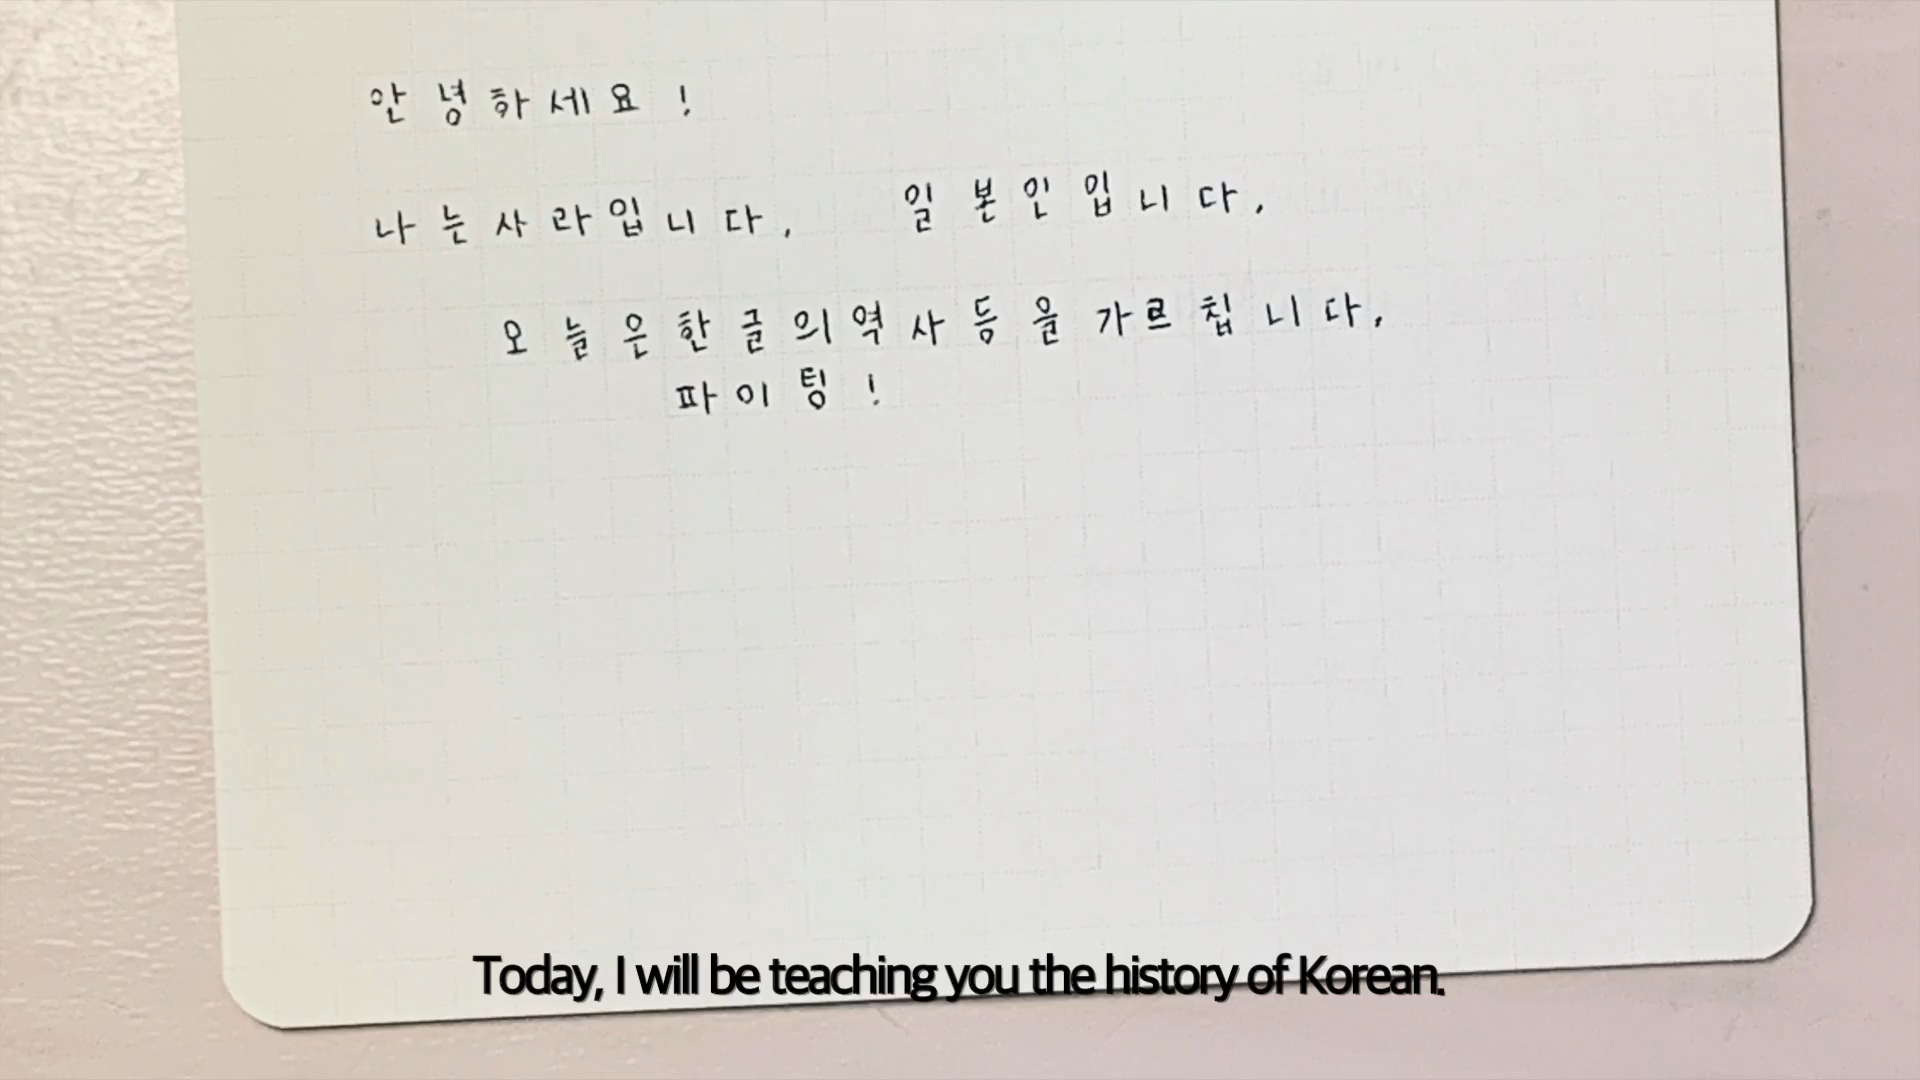 안녕하세요!
나는사라입니다. 일본인입니다.
오늘은한글의역사등을가르칩니다.
파이팅!
Today, I will be teaching you the history of Korean.